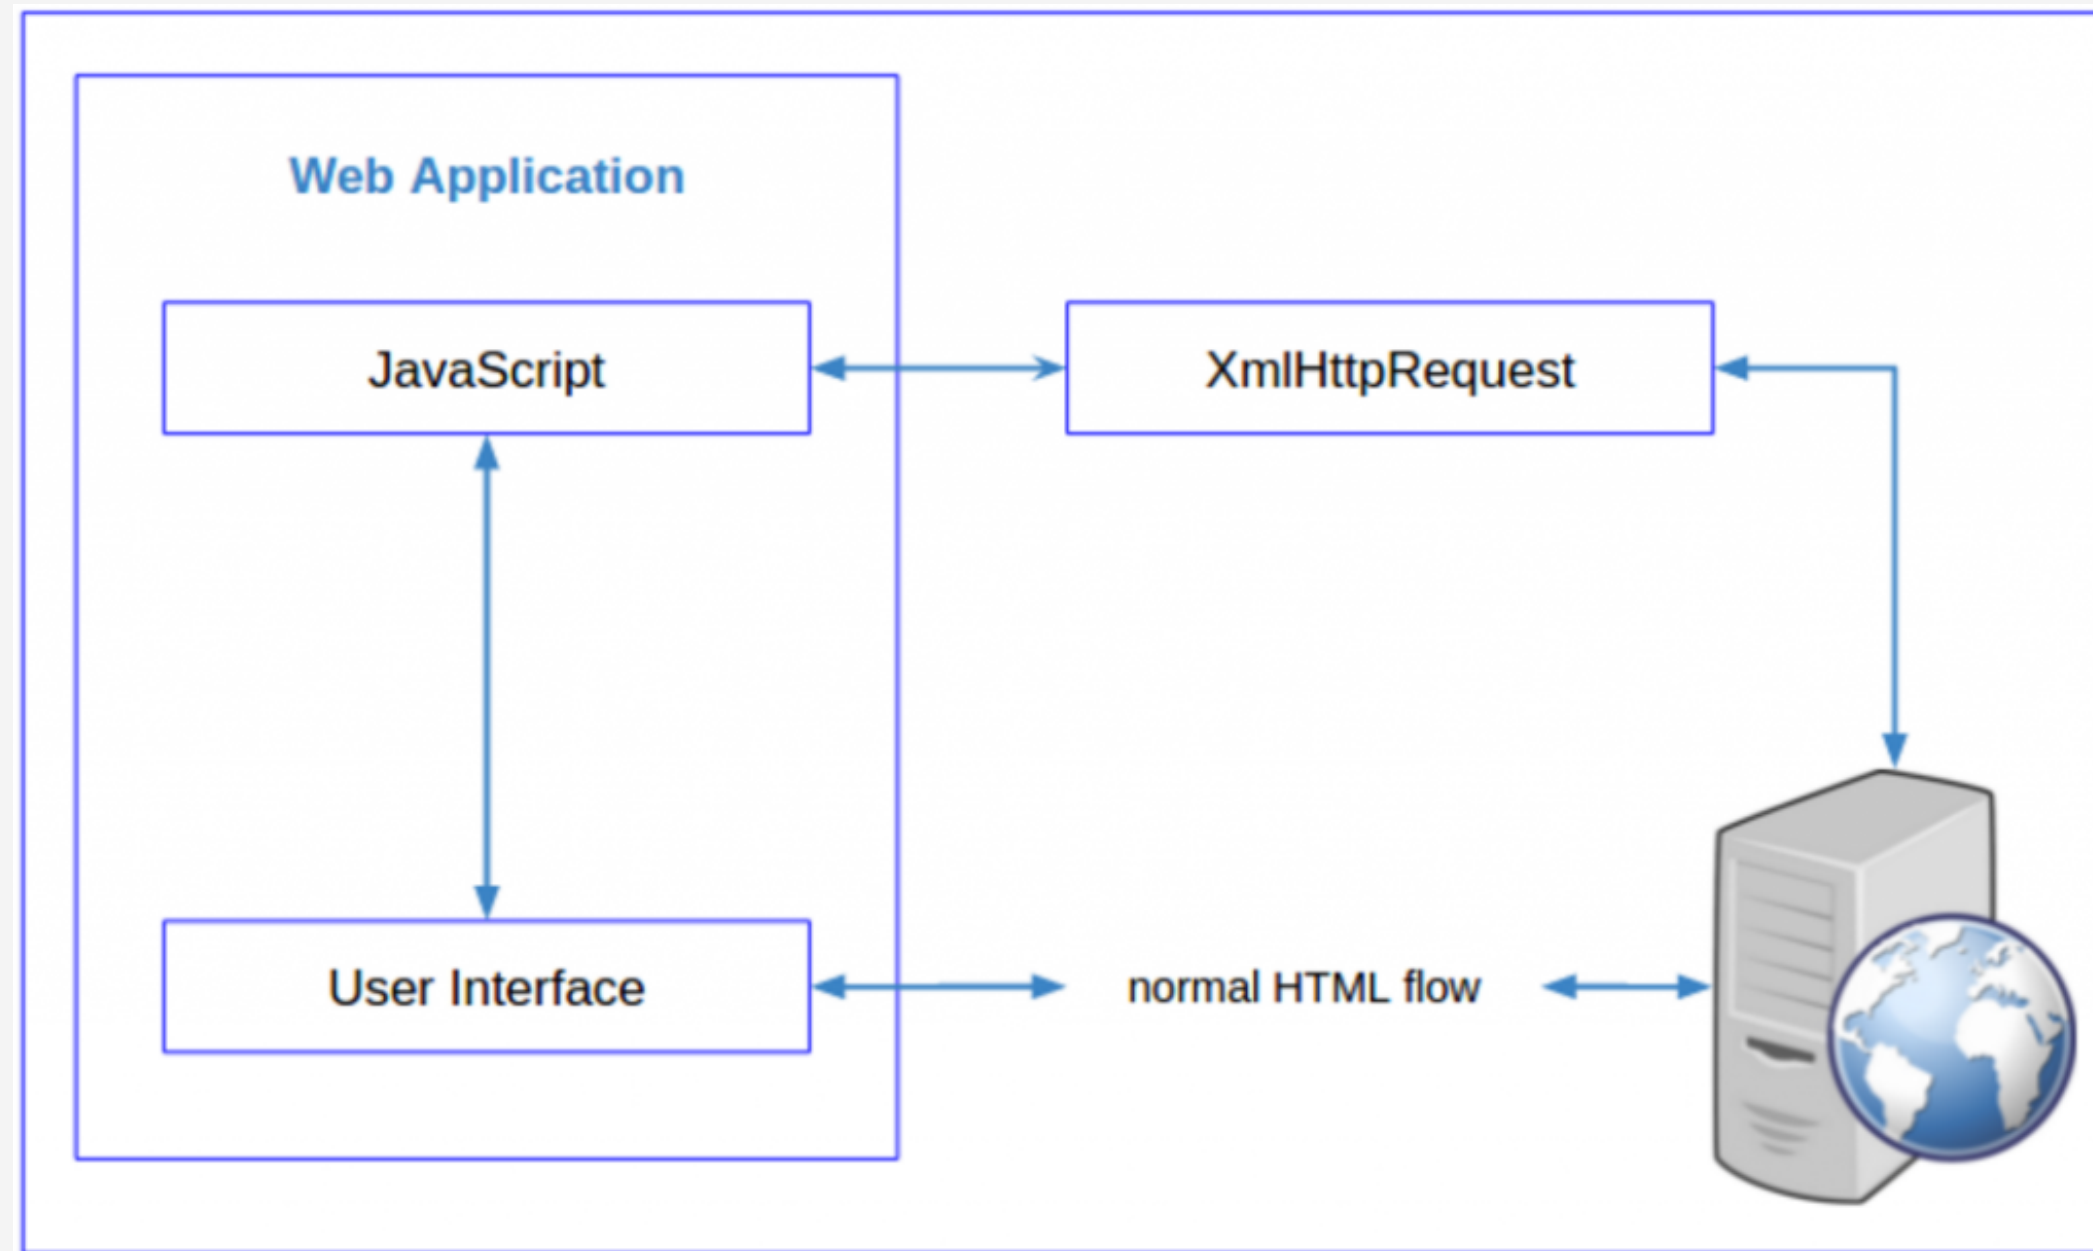 Web Application
JavaScript
XmlHttpRequest
User Interface
normal HTML flow